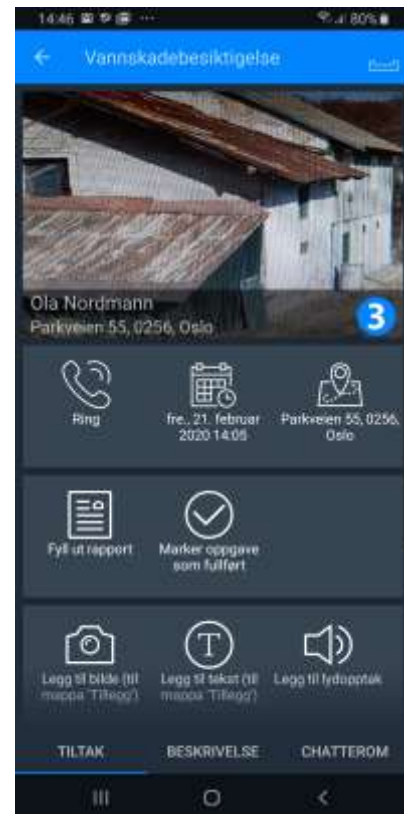 14:46
80%
Vannskadebesiktigelse
Ola Nordmann
Parkveien 55, 0256, Oslo
3
Ring
fre., 21. februar
2020 14:05
Parkveien 55, 0256,
Oslo
Fyll ut rapport
Marker oppgave
som fullført
Legg til bilde (til
mappa 'Tillegg')
Legg til tekst (til
mappa 'Tillegg')
Legg til lydopptak
TILTAK
BESKRIVELSE
CHATTEROM